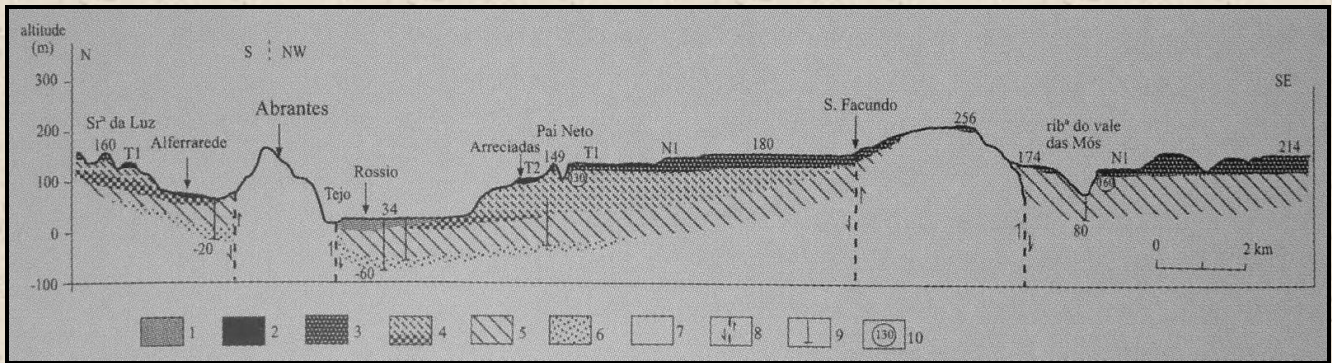 altitude
(m)
N
S NW
SE
300
200
100
0
-100
Srª da Luz
160
T1
Alferrarede
-20
Abrantes
Tejo
Rossio
34
-60
Arreciadas
T2
Pai Neto
149
130
T1
N1
180
S. Facundo
256
174
ribª do vale
das Mós
80
N1
160
214
0 2 km
1 2 3 4 5 6 7 8 9 130 10